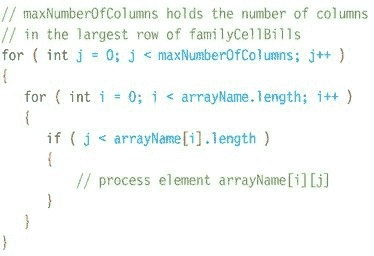 // maxNumberOfColumns holds the number of columns
// in the largest row of familyCellBills
for ( int j = 0; j < maxNumberOfColumns; j++ )
{
for ( int i = 0; i < arrayName.length; i++ )
{
if ( j < arrayName[i].length )
{
// process element arrayName[i][j]
}
}
}